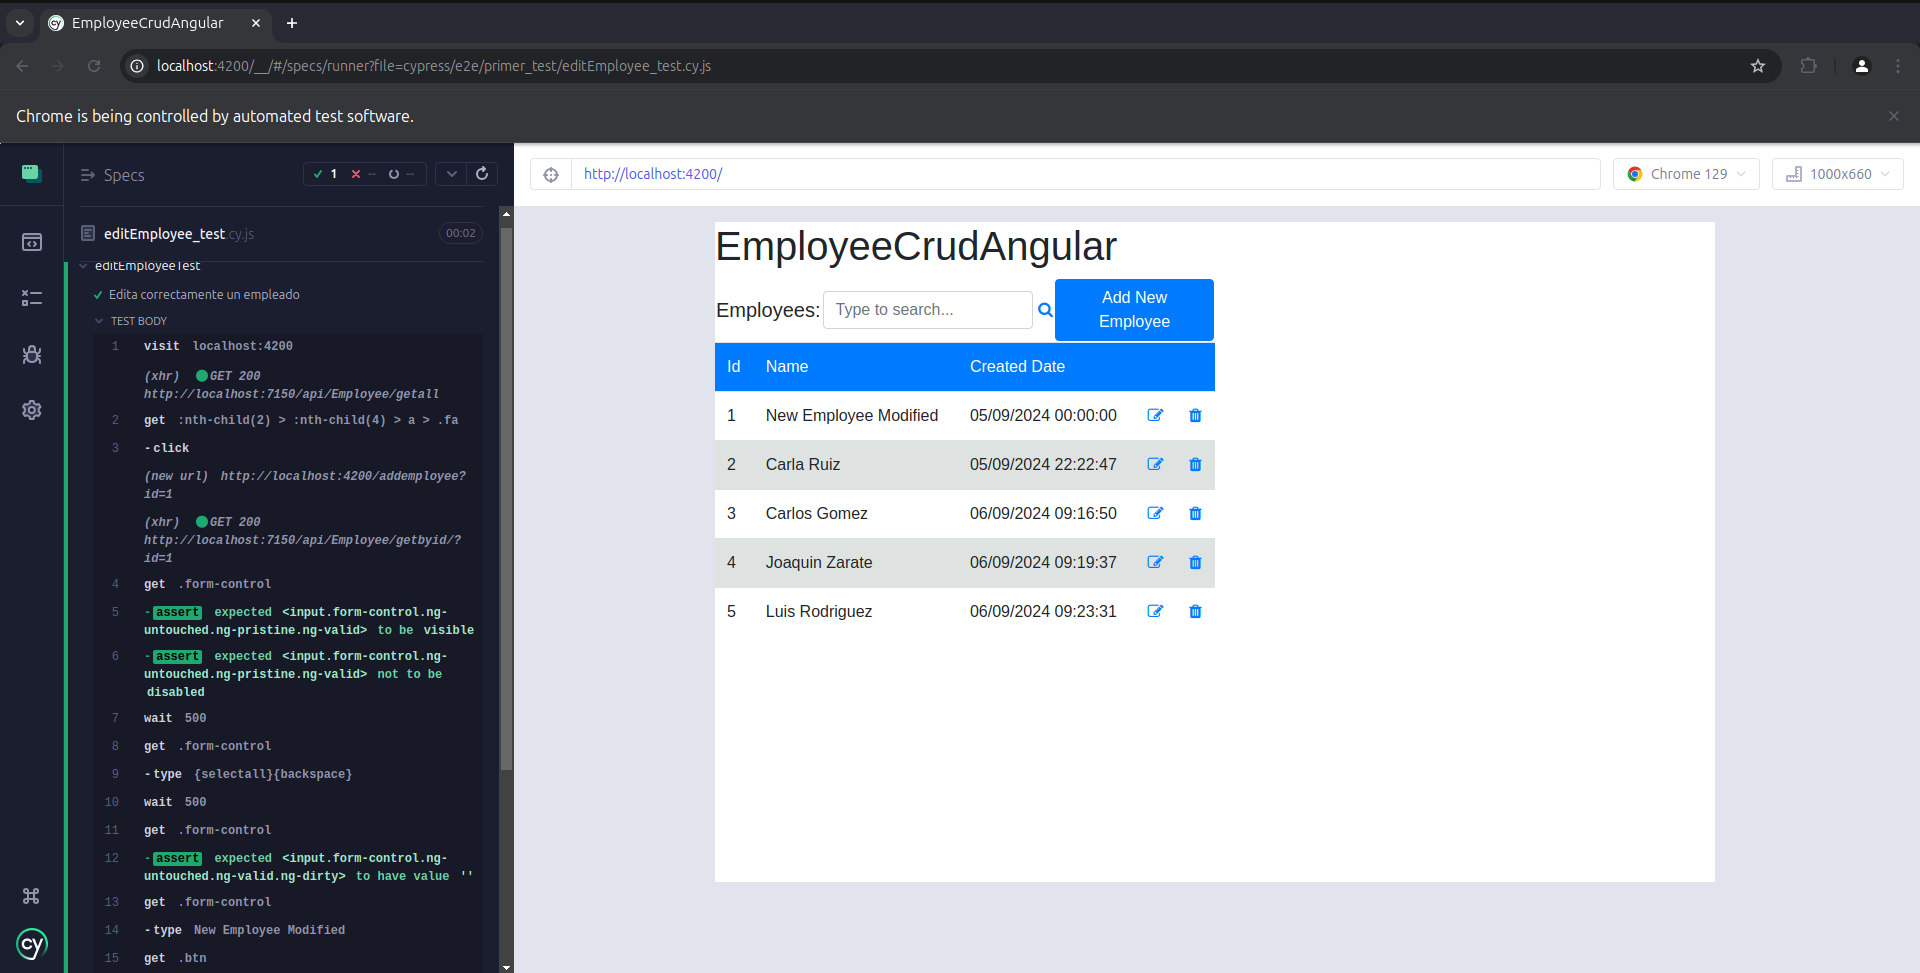 EmployeeCrudAngular
localhost:4200/__/#/specs/runner?file=cypress/e2e/primer_test/editEmployee_test.cy.js
Chrome is being controlled by automated test software.
Specs
1 -- --
editEmployee_test.cy.js 00:02
editEmployeeTest
Edita correctamente un empleado
TEST BODY
1 visit localhost:4200
(xhr) GET 200
http://localhost:7150/api/Employee/getall
2 get :nth-child(2) > :nth-child(4) > a > .fa
3 -click
(new url) http://localhost:4200/addemployee?
id=1
(xhr) GET 200
http://localhost:7150/api/Employee/getbyid/?
id=1
4 get .form-control
5 -assert expected <input.form-control.ng-
untouched.ng-pristine.ng-valid> to be visible
6 -assert expected <input.form-control.ng-
untouched.ng-pristine.ng-valid> not to be
disabled
7 wait 500
8 get .form-control
9 -type {selectall}{backspace}
10 wait 500
11 get .form-control
12 -assert expected <input.form-control.ng-
untouched.ng-valid.ng-dirty> to have value ''
13 get .form-control
14 -type New Employee Modified
15 get .btn
cy
http://localhost:4200/
Chrome 129
1000x660
EmployeeCrudAngular
Employees: Type to search...
Add New
Employee
Id Name Created Date
1 New Employee Modified 05/09/2024 00:00:00
2 Carla Ruiz 05/09/2024 22:22:47
3 Carlos Gomez 06/09/2024 09:16:50
4 Joaquin Zarate 06/09/2024 09:19:37
5 Luis Rodriguez 06/09/2024 09:23:31